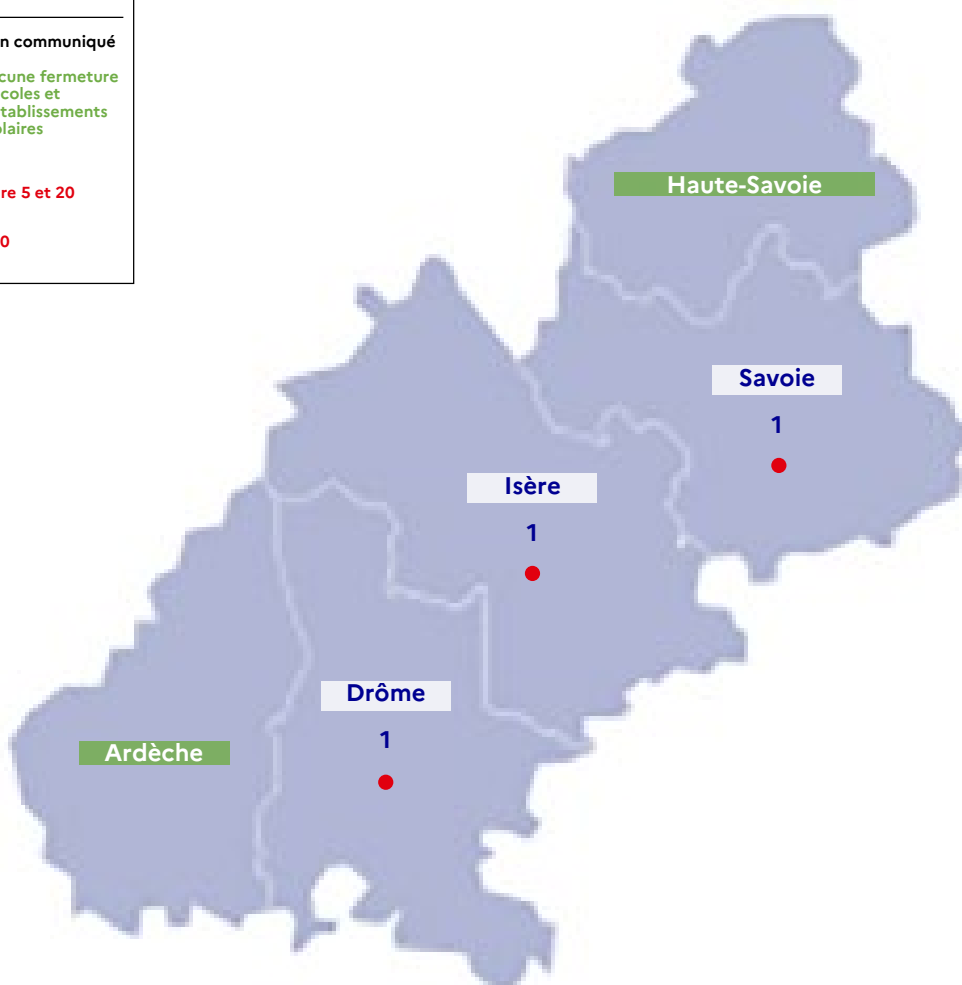 n communiqué
cune fermeture
coles et
tablissements
laires
re 5 et 20
0
Haute-Savoie
Savoie
1
Isère
1
Drôme
1
Ardèche